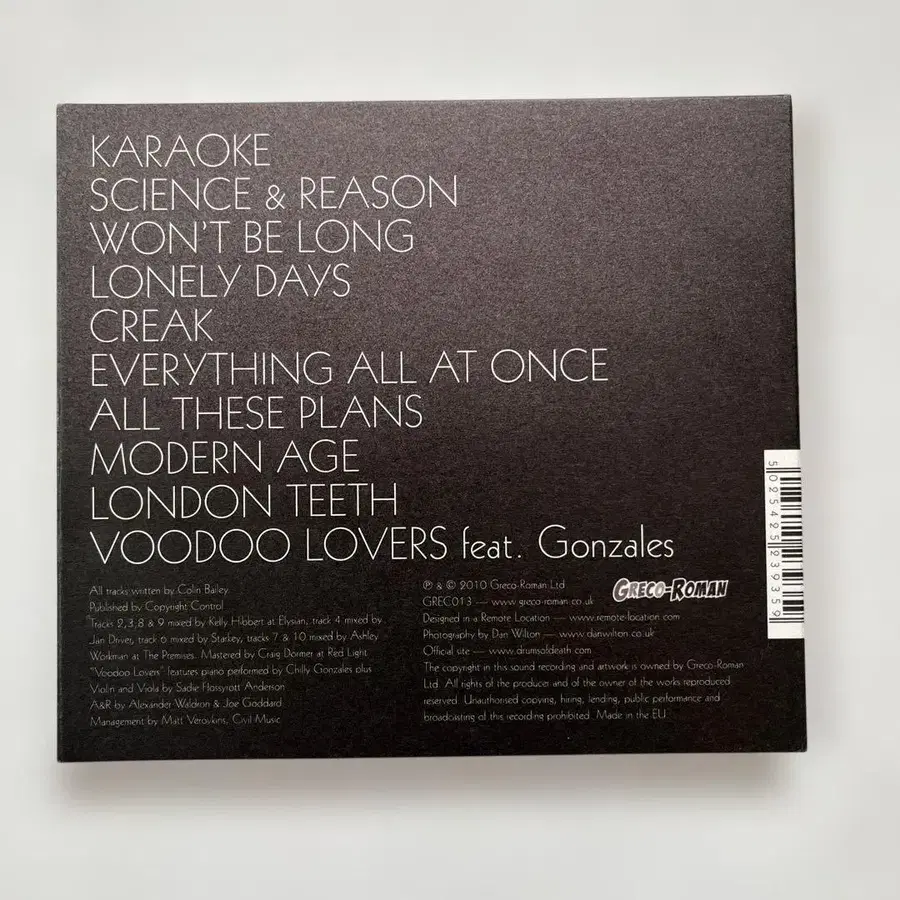 KARAOKE
SCIENCE & REASON
WON'T BE LONG
LONELY DAYS
CREAK
EVERYTHING ALL AT ONCE
ALL THESE PLANS
MODERN AGE
LONDON TEETH
VOODOO LOVERS feat. Gonzales
All tracks written by Colin Bailey
Published by Copyright Control
Tracks 2,3,8 & 9 mixed by Kelly Hibbert at Elysian, track 4 mixed by
Jan Driver, track 6 mixed by Starkey, tracks 7 & 10 mixed by Ashley
Workman at The Premises. Mastered by Craig Dormer at Red Light
"Voodoo Lovers" features piano performed by Chilly Gonzales plus
Violin and Viola by Sadie Anderson
A&R by Alexander Waldron & Joe Goddard
Management by Matt Civil Music
℗ & © 2010 Greco-Roman Ltd
GREC013 — www.greco-roman.co.uk
Designed in a Remote Location — www.remote-location.com
Photography by Dan Wilton — www.danwilton.co.uk
Official site — www.drumsofdeath.com
The copyright in this sound recording and artwork is owned by Greco-Roman
Ltd. All rights of the producer and of the owner of the works reproduced
reserved. Unauthorised copying, hiring, lending, public performance and
broadcasting of this recording prohibited. Made in the EU
GRECO-ROMAN
5025425239359